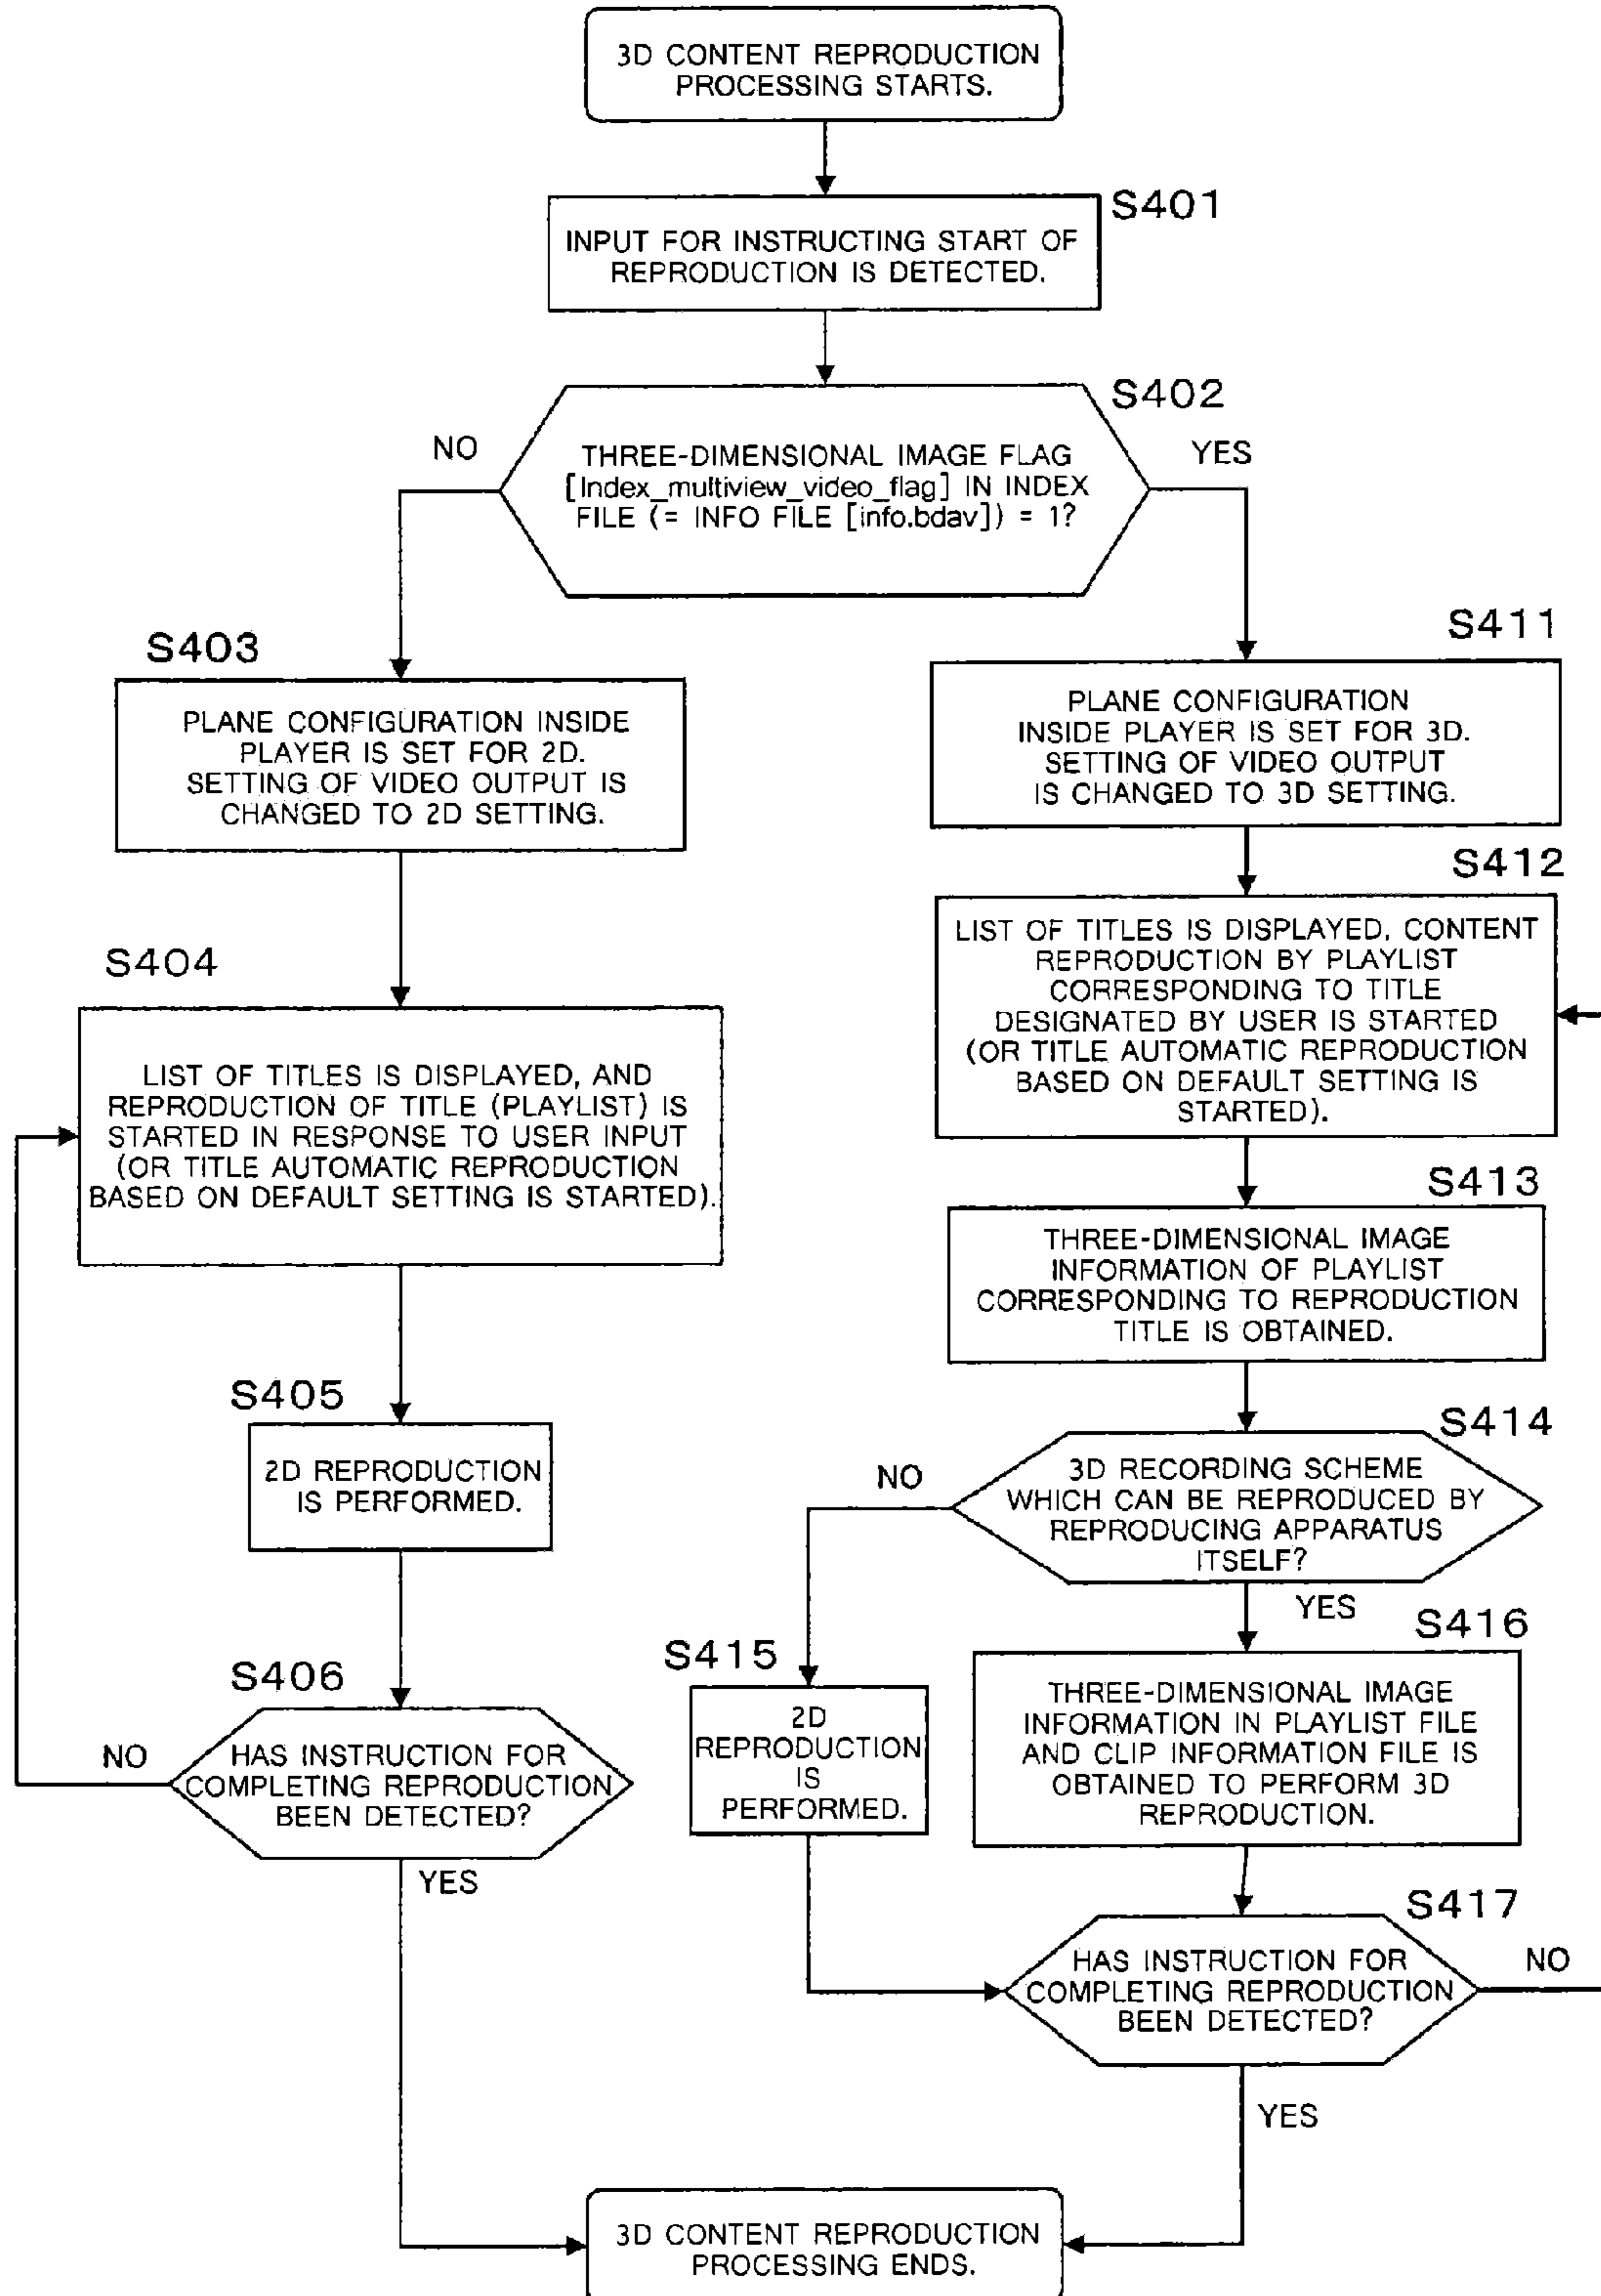 3D CONTENT REPRODUCTION
PROCESSING STARTS.
S401
INPUT FOR INSTRUCTING START OF
REPRODUCTION IS DETECTED.
S402
NO
YES
THREE-DIMENSIONAL IMAGE FLAG
[Index_multiview_video_flag] IN INDEX
FILE (= INFO FILE [info.bdav]) = 1?
S403
PLANE CONFIGURATION INSIDE
PLAYER IS SET FOR 2D.
SETTING OF VIDEO OUTPUT IS
CHANGED TO 2D SETTING.
S404
LIST OF TITLES IS DISPLAYED, AND
REPRODUCTION OF TITLE (PLAYLIST) IS
STARTED IN RESPONSE TO USER INPUT
(OR TITLE AUTOMATIC REPRODUCTION
BASED ON DEFAULT SETTING IS STARTED).
S405
2D REPRODUCTION
IS PERFORMED.
S406
NO
HAS INSTRUCTION FOR
COMPLETING REPRODUCTION
BEEN DETECTED?
YES
S411
PLANE CONFIGURATION
INSIDE PLAYER IS SET FOR 3D.
SETTING OF VIDEO OUTPUT
IS CHANGED TO 3D SETTING.
S412
LIST OF TITLES IS DISPLAYED, CONTENT
REPRODUCTION BY PLAYLIST
CORRESPONDING TO TITLE
DESIGNATED BY USER IS STARTED
(OR TITLE AUTOMATIC REPRODUCTION
BASED ON DEFAULT SETTING IS
STARTED).
S413
THREE-DIMENSIONAL IMAGE
INFORMATION OF PLAYLIST
CORRESPONDING TO REPRODUCTION
TITLE IS OBTAINED.
S414
NO
3D RECORDING SCHEME
WHICH CAN BE REPRODUCED BY
REPRODUCING APPARATUS
ITSELF?
YES
S415
2D
REPRODUCTION
IS
PERFORMED.
S416
THREE-DIMENSIONAL IMAGE
INFORMATION IN PLAYLIST FILE
AND CLIP INFORMATION FILE IS
OBTAINED TO PERFORM 3D
REPRODUCTION.
S417
HAS INSTRUCTION FOR
COMPLETING REPRODUCTION
BEEN DETECTED?
NO
YES
3D CONTENT REPRODUCTION
PROCESSING ENDS.